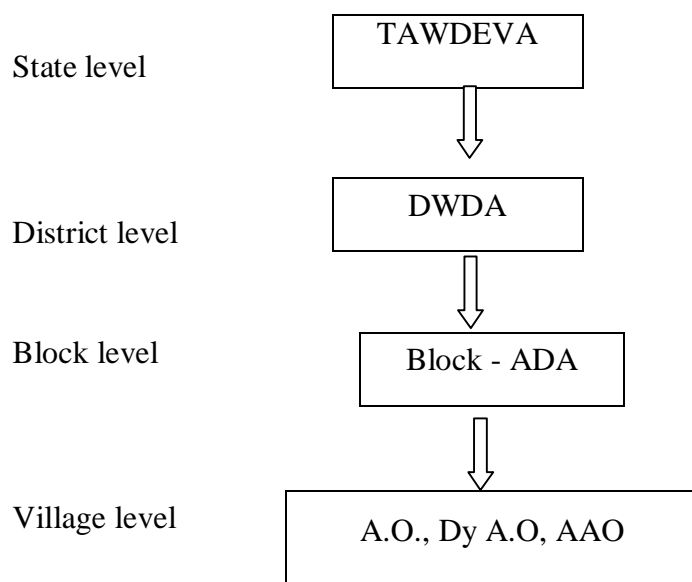 TAWDEVA
State level
DWDA
District level
Block level
Block - ADA
Village level
A.O., Dy A.O, AAO